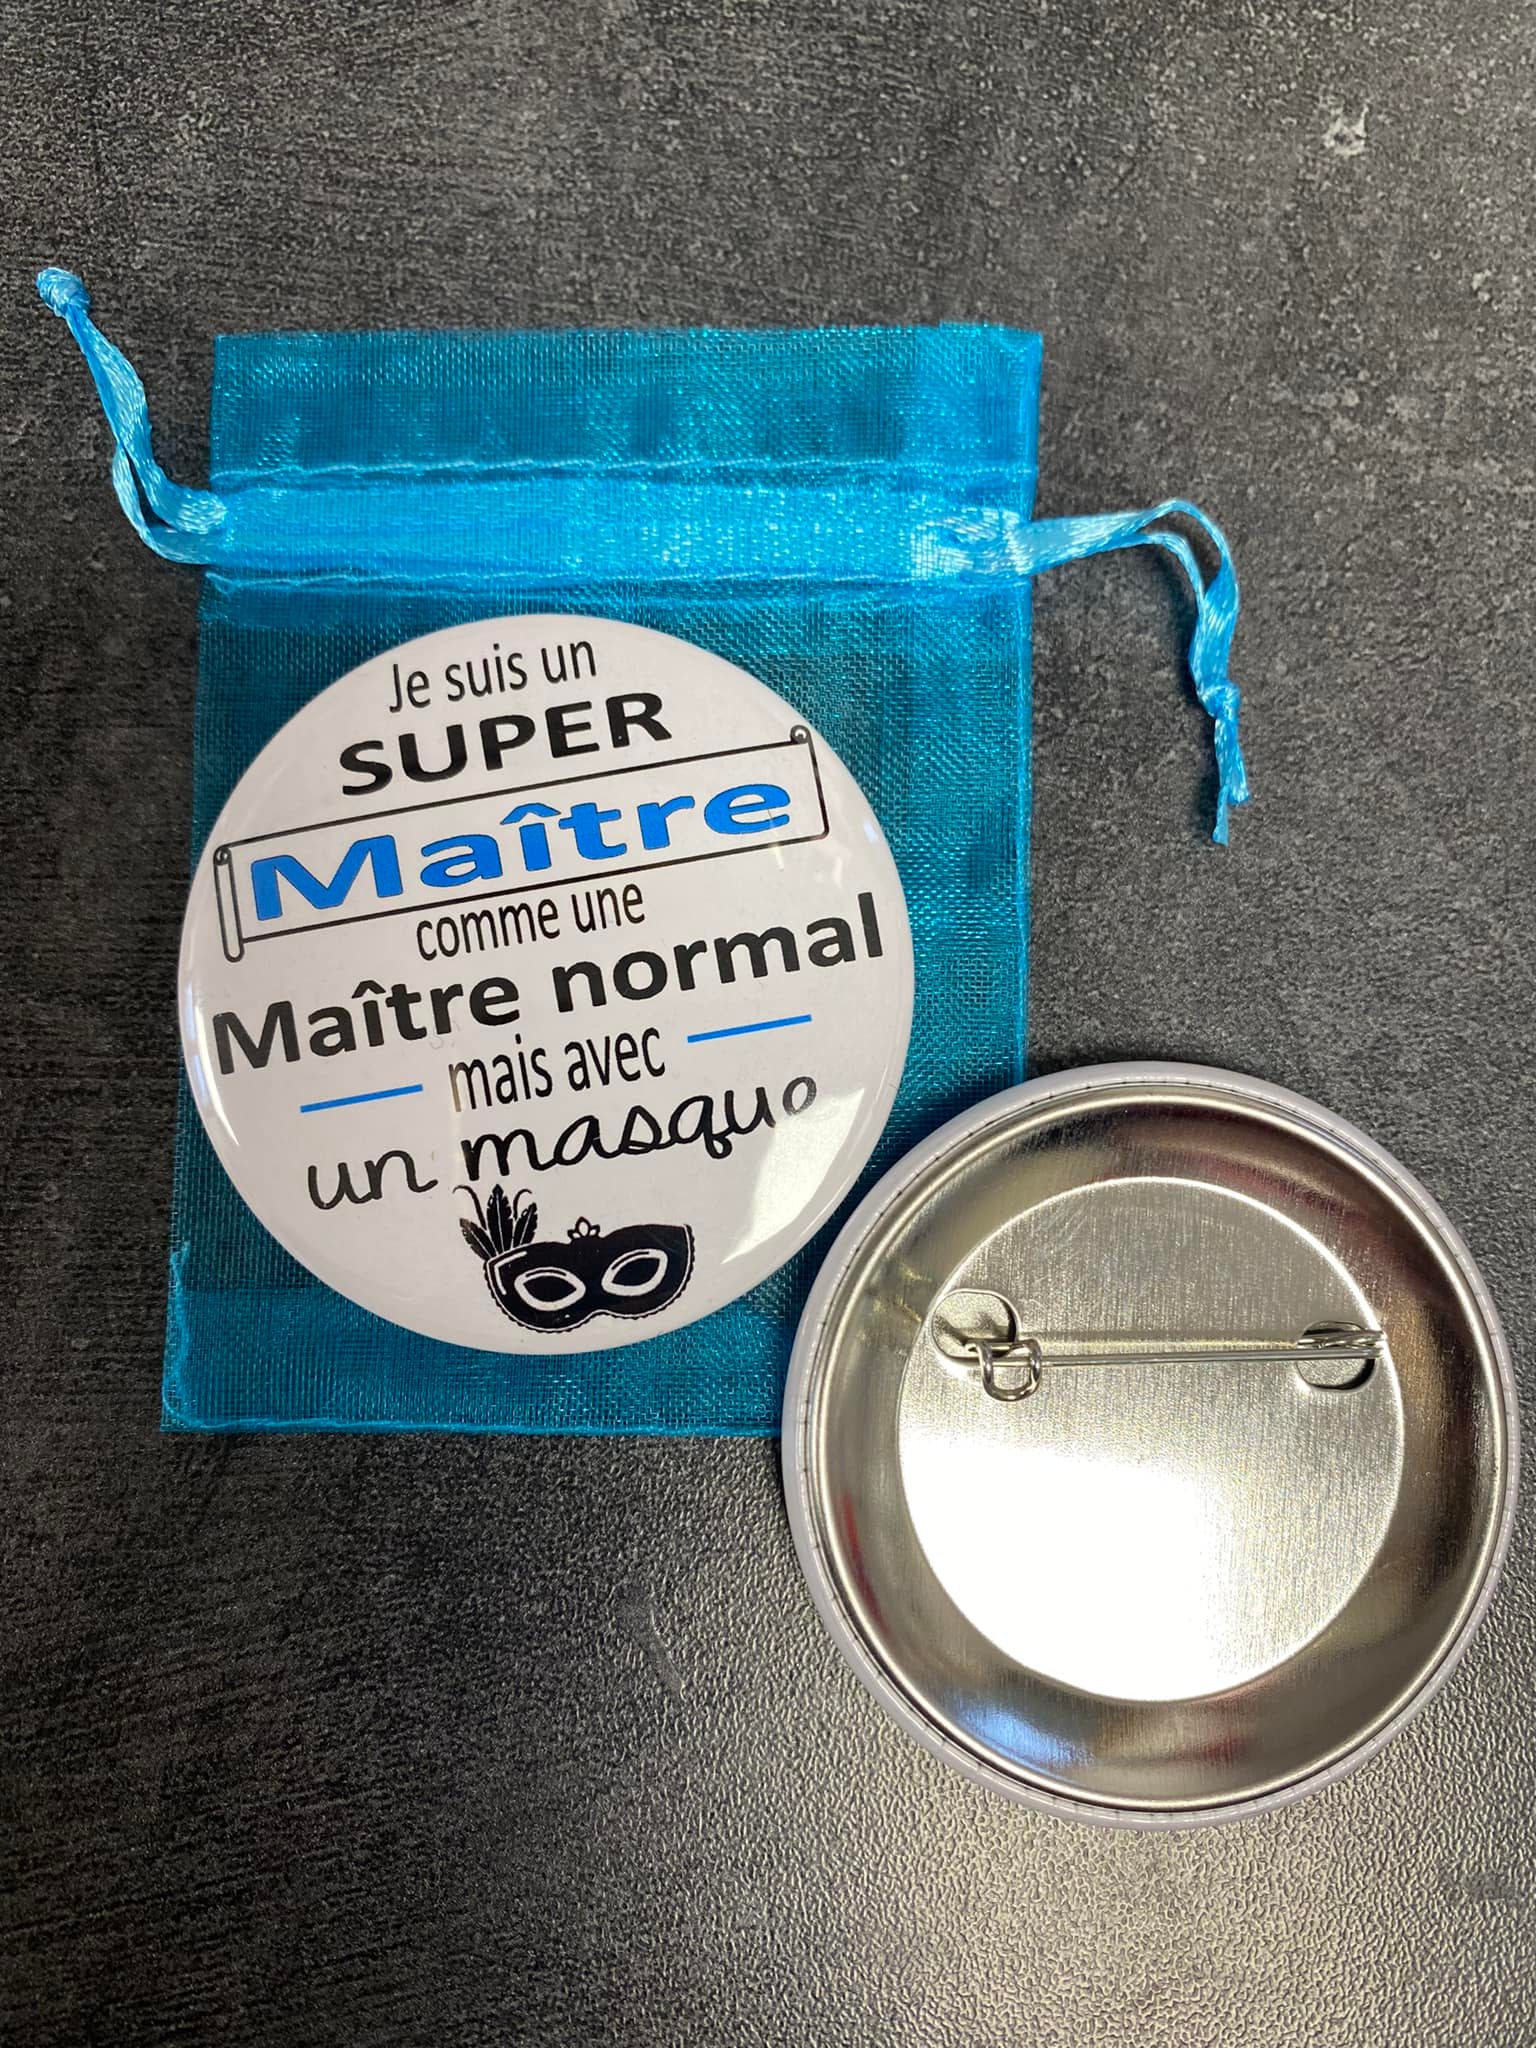 Je suis un
SUPER
Maître
comme une
Maître normal
mais avec
un masque